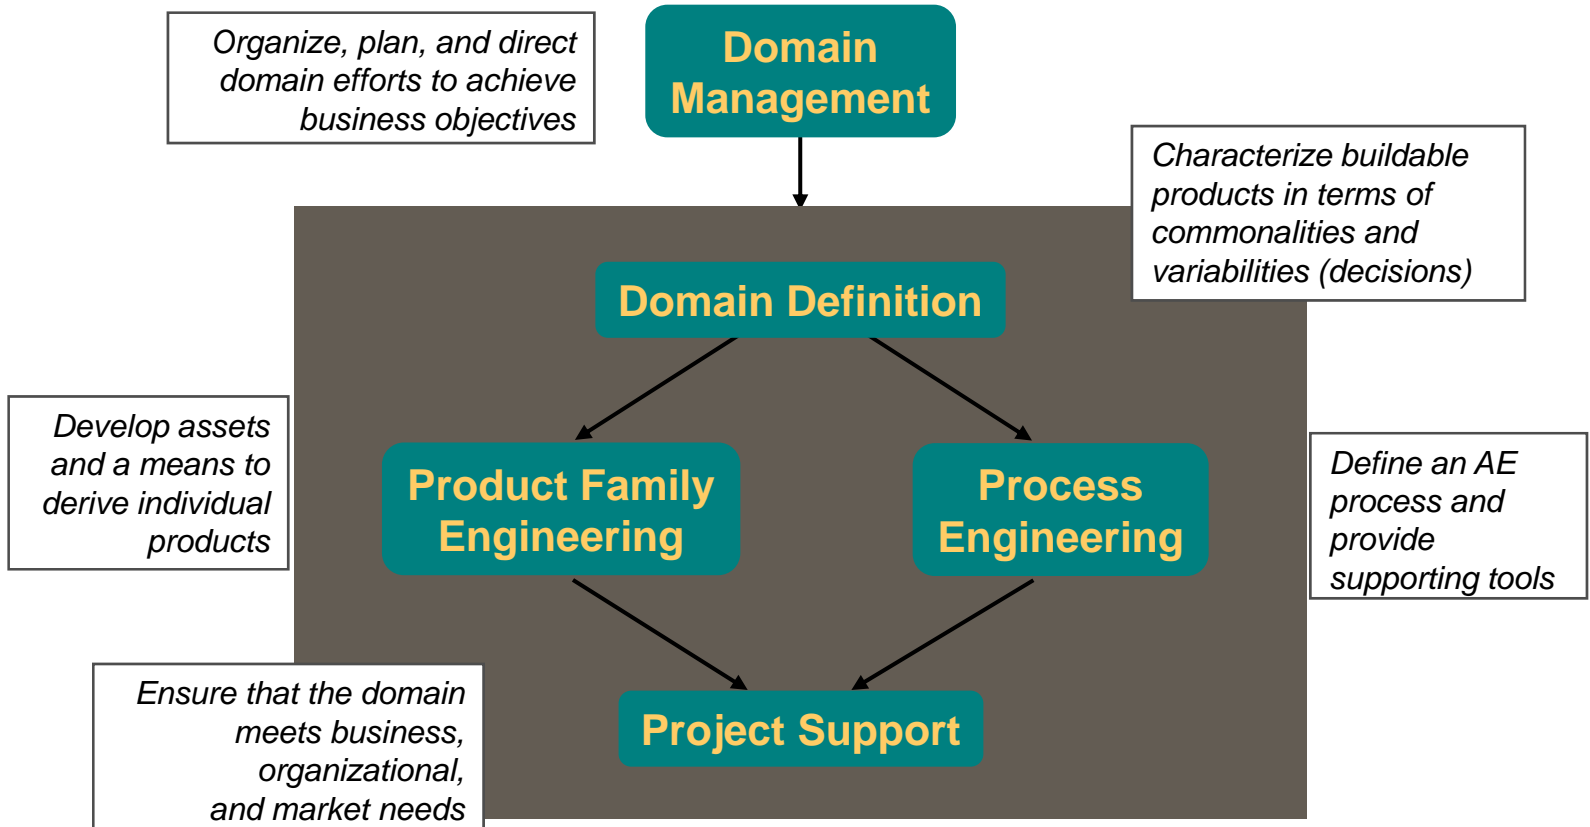 Organize, plan, and direct
domain efforts to achieve
business objectives
Domain
Management
Characterize buildable
products in terms of
commonalities and
variabilities (decisions)
Domain Definition
Develop assets
and a means to
derive individual
products
Product Family
Engineering
Process
Engineering
Define an AE
process and
provide
supporting tools
Ensure that the domain
meets business,
organizational,
and market needs
Project Support